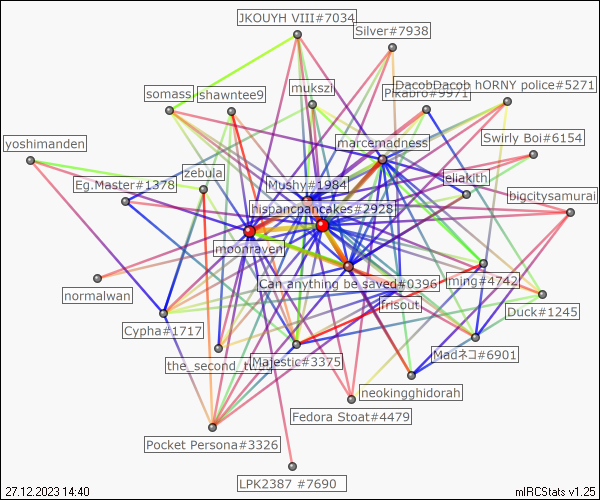 JKOUYH VIII#7034
Silver#7938
DacobDacob hORNY police#5271
mukszi
Pikabro#9971
somass
shawntee9
marcemadness
Swirly Boi#6154
yoshimanden
zebula
Eg.Master#1378
Mushy#1984
eliakith
bigcitysamurai
hispancpancakes#2928
moonraven
Can anything be saved#0396
ming#4742
normalwan
frisout
Duck#1245
Cypha#1717
the_second_tu
Majestic#3375
Madネコ#6901
neokingghidorah
Fedora Stoat#4479
Pocket Persona#3326
LPK2387 #7690
27.12.2023 14:40
mIRCStats v1.25